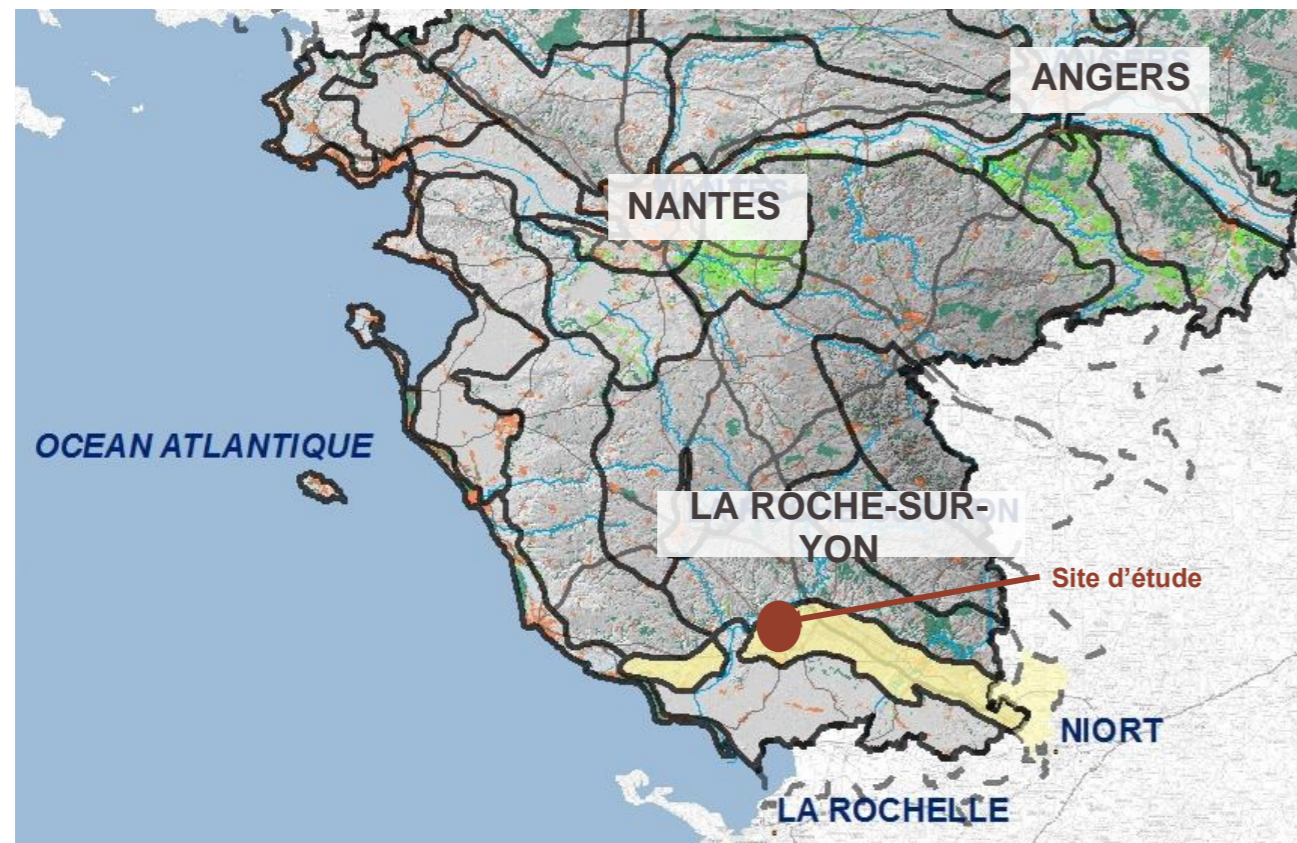 ANGERS
NANTES
OCEAN ATLANTIQUE
LA ROCHE-SUR-
YON
Site d'étude
NIORT
LA ROCHELLE